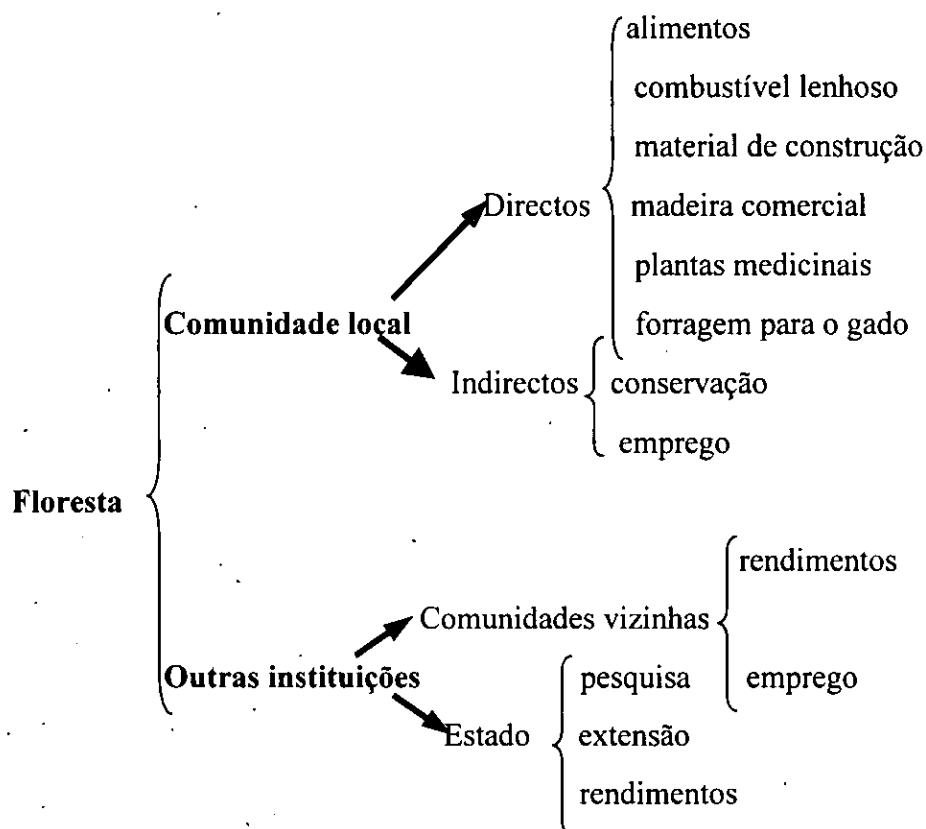 alimentos
combustível lenhoso
material de construção
Directos
madeira comercial
plantas medicinais
Comunidade local
forragem para o gado
Indirectos
conservação
emprego
Floresta
rendimentos
Comunidades vizinhas
Outras instituições
pesquisa
emprego
Estado
extensão
rendimentos